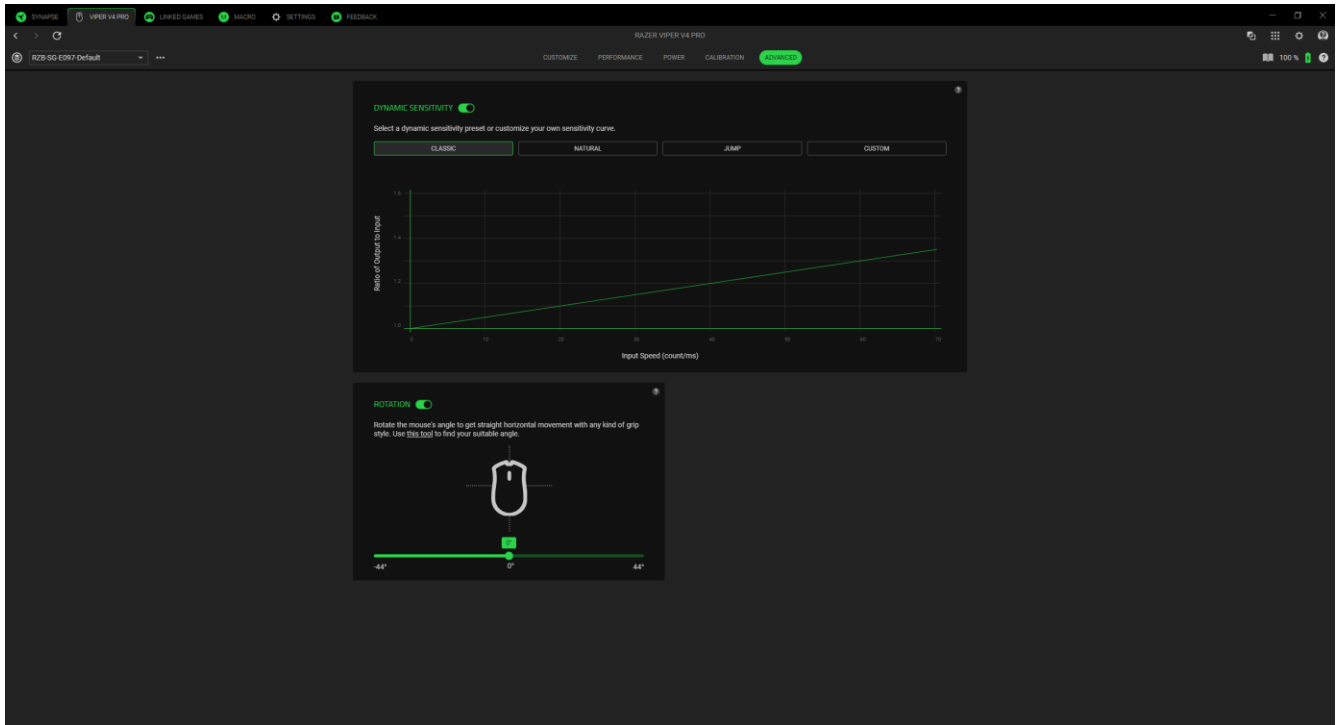 SYNAPSE VIPER V4 PRO LINKED GAMES MACRO SETTINGS FEEDBACK
RAZER VIPER V4 PRO
RZB-SG-E097-Default CUSTOMIZE PERFORMANCE POWER CALIBRATION ADVANCED 100 %
DYNAMIC SENSITIVITY
Select a dynamic sensitivity preset or customize your own sensitivity curve.
CLASSIC NATURAL JUMP CUSTOM
1.6
1.4
1.2
1.0
Ratio of Output to Input
0 10 20 30 40 50 60 70
Input Speed (count/ms)
ROTATION
Rotate the mouse's angle to get straight horizontal movement with any kind of grip
style. Use this tool to find your suitable angle.
0°
-44° 0° 44°